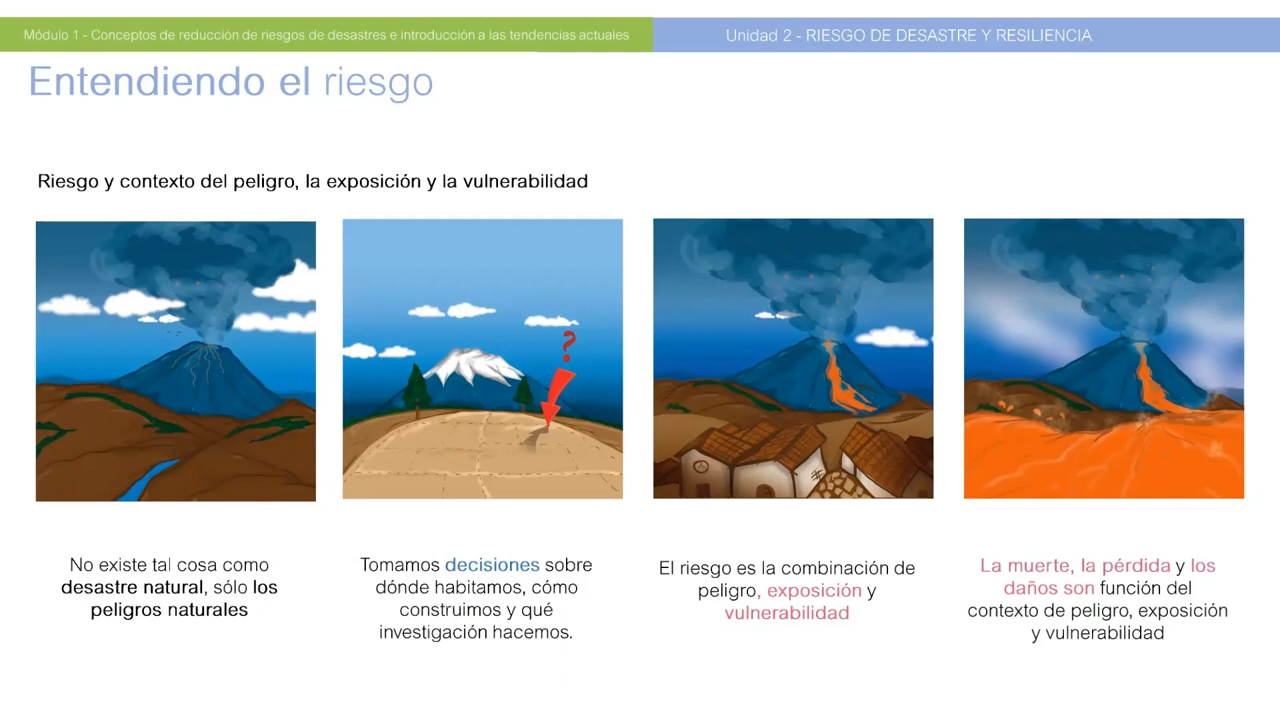 Módulo 1 - Conceptos de reducción de riesgos de desastres e introducción a las tendencias actuales
Unidad 2 - RIESGO DE DESASTRE Y RESILIENCIA
Entendiendo el riesgo
Riesgo y contexto del peligro, la exposición y la vulnerabilidad
?
No existe tal cosa como
desastre natural, sólo los
peligros naturales
Tomamos decisiones sobre
dónde habitamos, cómo
construimos y qué
investigación hacemos.
El riesgo es la combinación de
peligro, exposición y
vulnerabilidad
La muerte, la pérdida y los
daños son función del
contexto de peligro, exposición
y vulnerabilidad